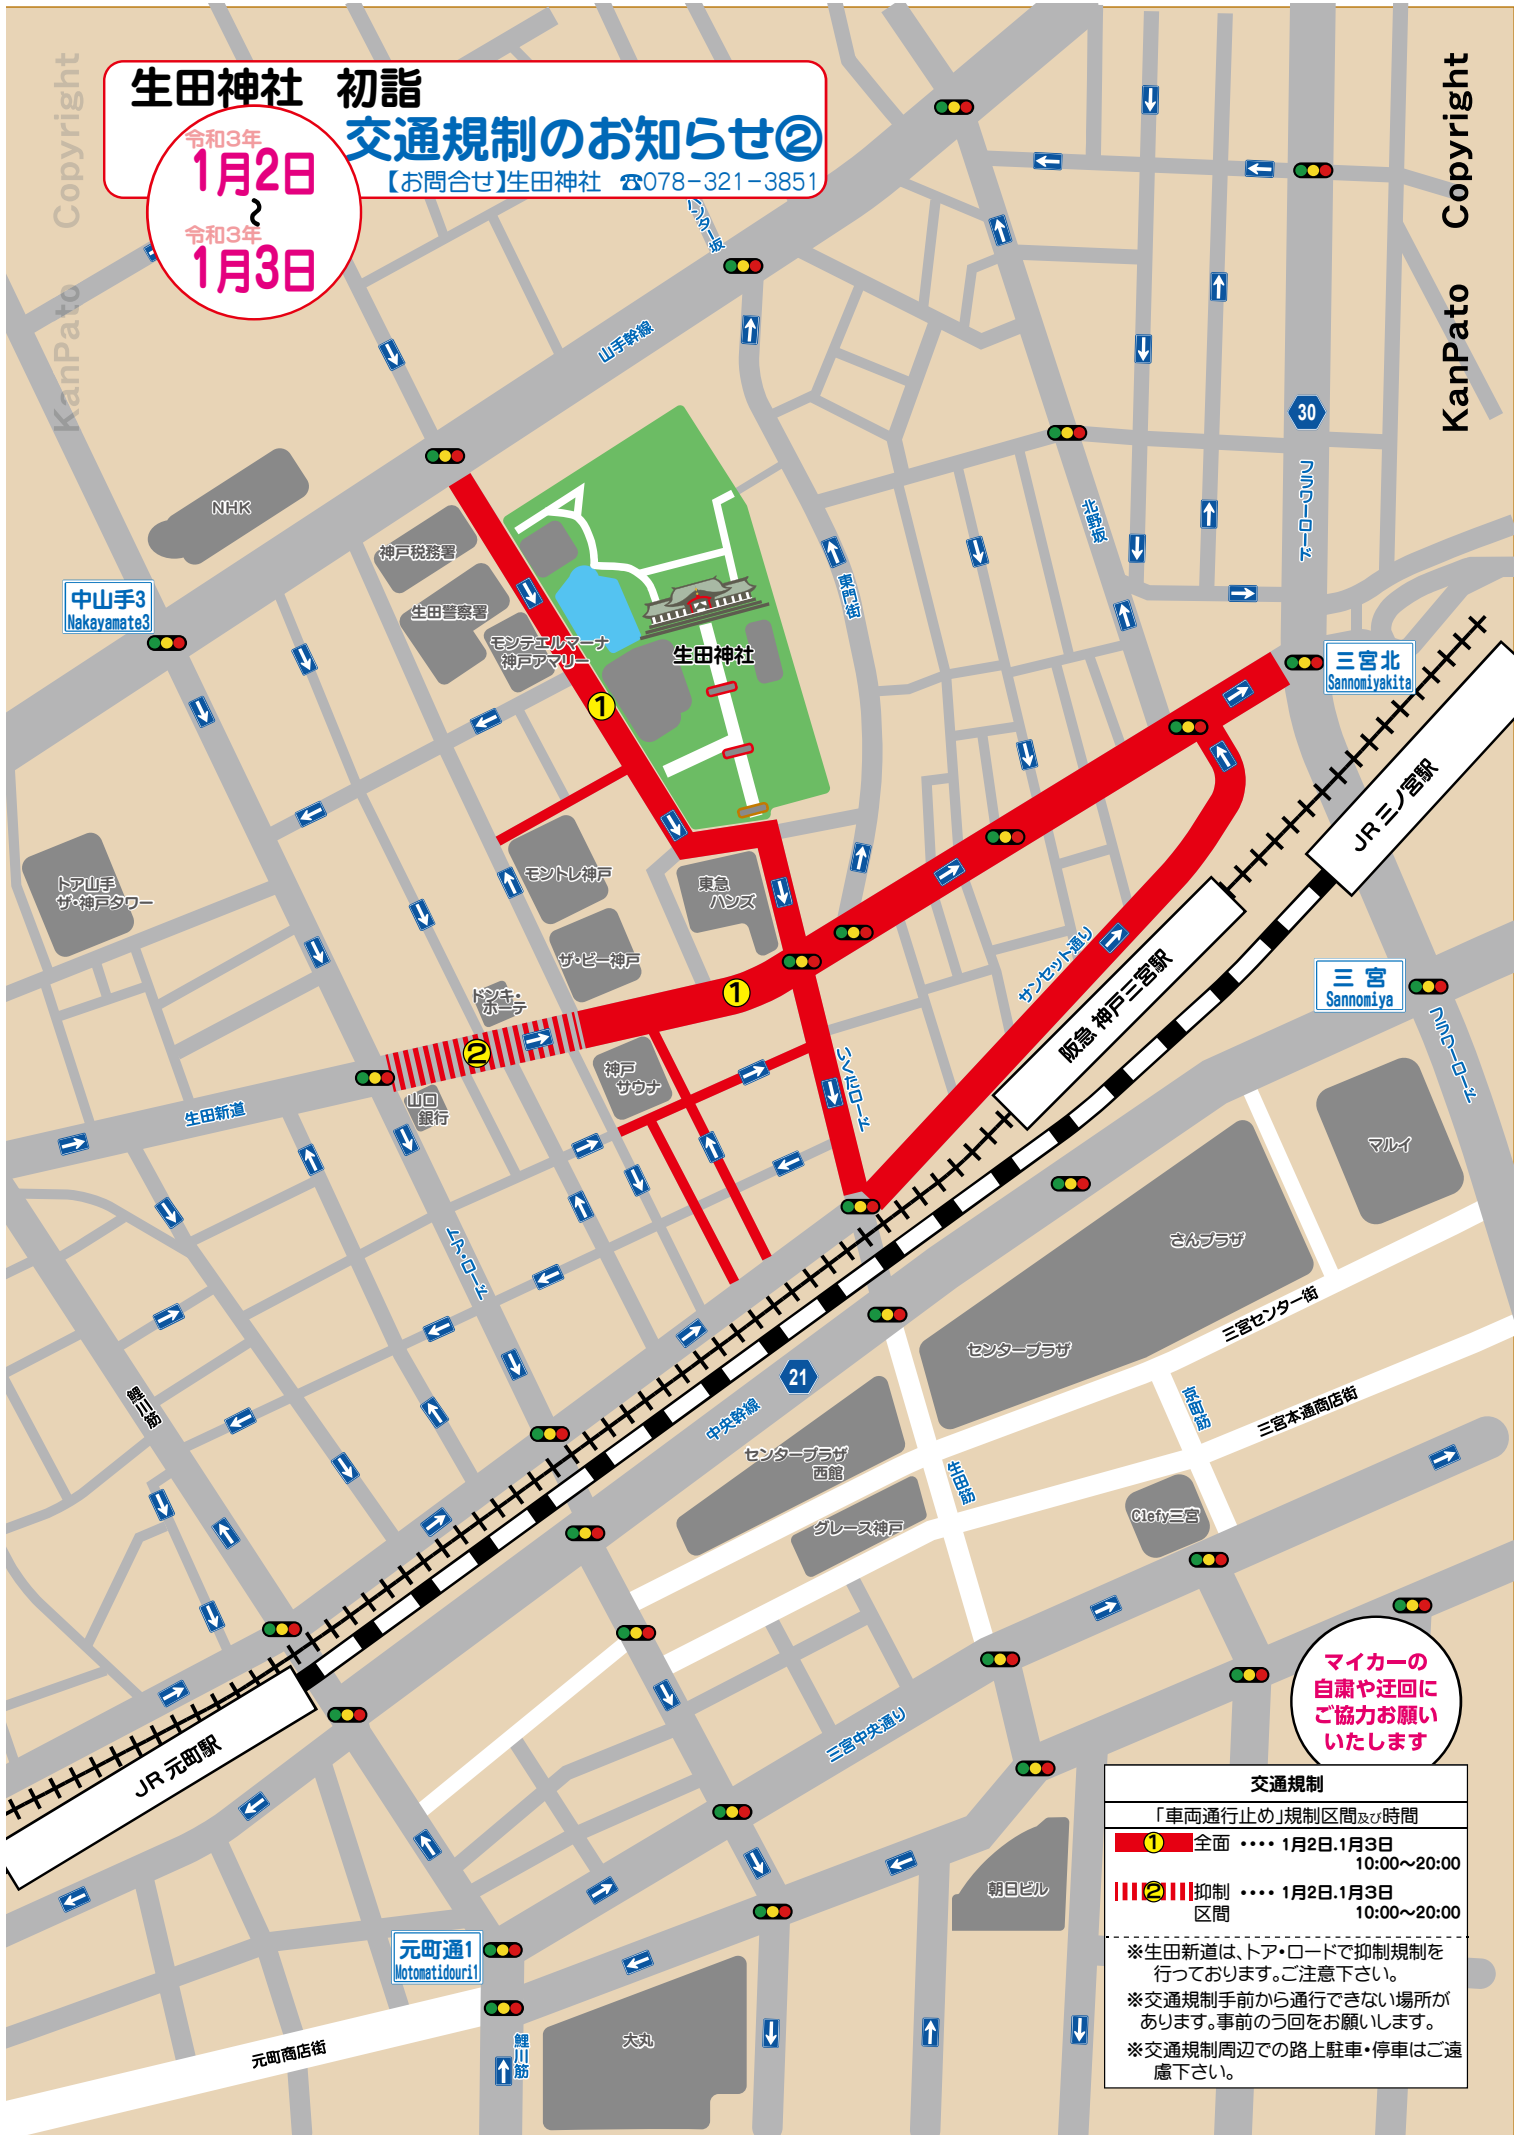 生田神社 初詣
交通規制のお知らせ②
【お問合せ】生田神社 ☎078-321-3851
令和3年
1月2日
〜
令和3年
1月3日
KanPato Copyright
KanPato Copyright
ハンター坂
山手幹線
NHK
神戸税務署
生田警察署
モンテエルマーナ
神戸アマリー
中山手3
Nakayamate3
生田神社
東門街
北野坂
30
フラワーロード
三宮北
Sannomiyakita
JR 三ノ宮駅
1
トア山手
ザ・神戸タワー
モントレ神戸
東急
ハンズ
ザ・ビー神戸
ドンキ・
ホーテ
1
2
サンセット通り
阪急 神戸三宮駅
三宮
Sannomiya
フラワーロード
神戸
サウナ
山口
銀行
生田新道
いくたロード
マルイ
さんプラザ
トア・ロード
センタープラザ
三宮センター街
21
中央幹線
鯉川筋
京町筋
三宮本通商店街
センタープラザ
西館
生田筋
グレース神戸
Clefy三宮
三宮中央通り
JR 元町駅
朝日ビル
元町通1
Motomatidouri1
鯉川筋
大丸
元町商店街
マイカーの
自粛や迂回に
ご協力お願い
いたします
交通規制
「車両通行止め」規制区間及び時間
1 全面 ・・・・ 1月2日.1月3日
10:00〜20:00
2 抑制 ・・・・ 1月2日.1月3日
区間 10:00〜20:00
※生田新道は、トア・ロードで抑制規制を
行っております。ご注意下さい。
※交通規制手前から通行できない場所が
あります。事前のう回をお願いします。
※交通規制周辺での路上駐車・停車はご遠
慮下さい。